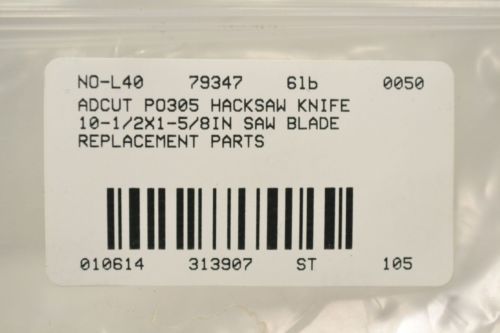 NO-L40 79347 6lb 0050
ADCUT PO305 HACKSAW KNIFE
10-1/2X1-5/8IN SAW BLADE
REPLACEMENT PARTS
010614 313907 ST 105